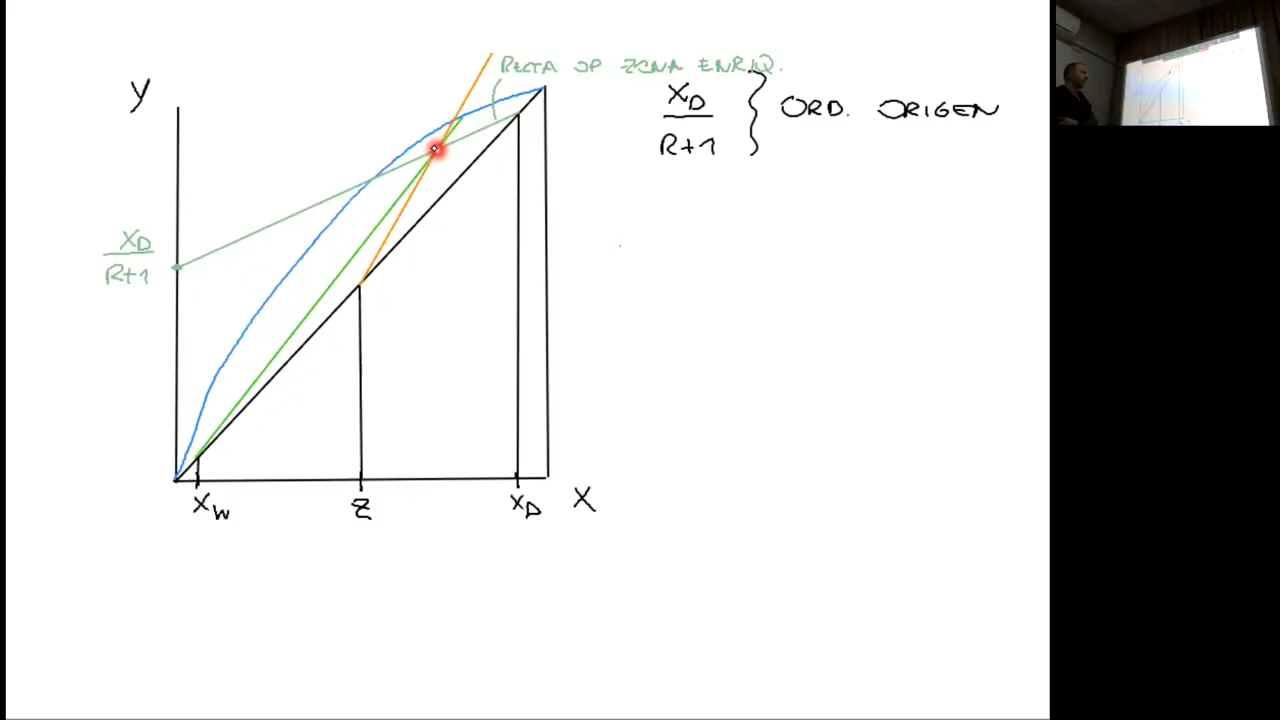 RECTA OP ZONA ENRIQ.
y
X_D
R+1
} ORD. ORIGEN
X_D
R+1
X_W
Z
X_D
X